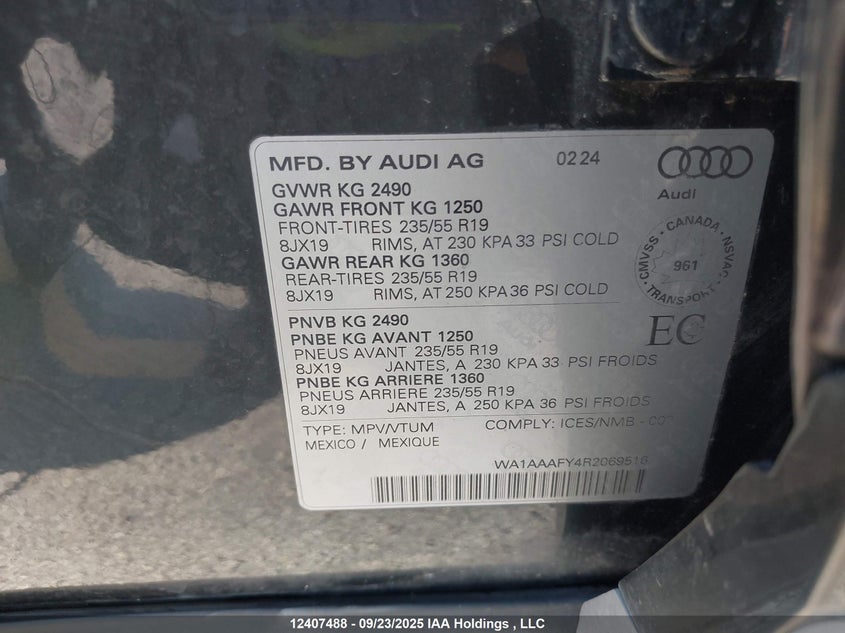 MFD. BY AUDI AG 0224
Audi
GVWR KG 2490
GAWR FRONT KG 1250
FRONT-TIRES 235/55 R19
8JX19 RIMS, AT 230 KPA 33 PSI COLD
GAWR REAR KG 1360
REAR-TIRES 235/55 R19
8JX19 RIMS, AT 250 KPA 36 PSI COLD
CMVSS · CANADA · NSVAC · TRANSPORT ·
961
PNVB KG 2490
PNBE KG AVANT 1250
PNEUS AVANT 235/55 R19
8JX19 JANTES, A 230 KPA 33 PSI FROIDS
PNBE KG ARRIERE 1360
PNEUS ARRIERE 235/55 R19
8JX19 JANTES, A 250 KPA 36 PSI FROIDS
EC
TYPE: MPV/VTUM COMPLY: ICES/NMB -
MEXICO / MEXIQUE
WA1AAAFY4R2069516
12407488 - 09/23/2025 IAA Holdings , LLC